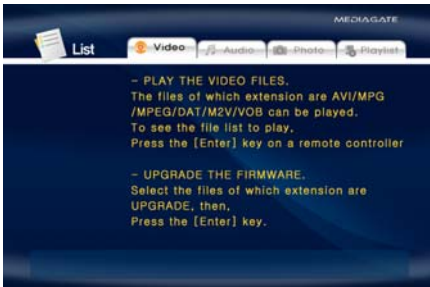 MEDIAGATE
List
Video
Audio
Photo
Playlist
- PLAY THE VIDEO FILES.
The files of which extension are AVI/MPG
/MPEG/DAT/M2V/VOB can be played.
To see the file list to play,
Press the [Enter] key on a remote controller
- UPGRADE THE FIRMWARE.
Select the files of which extension are
UPGRADE, then,
Press the [Enter] key.